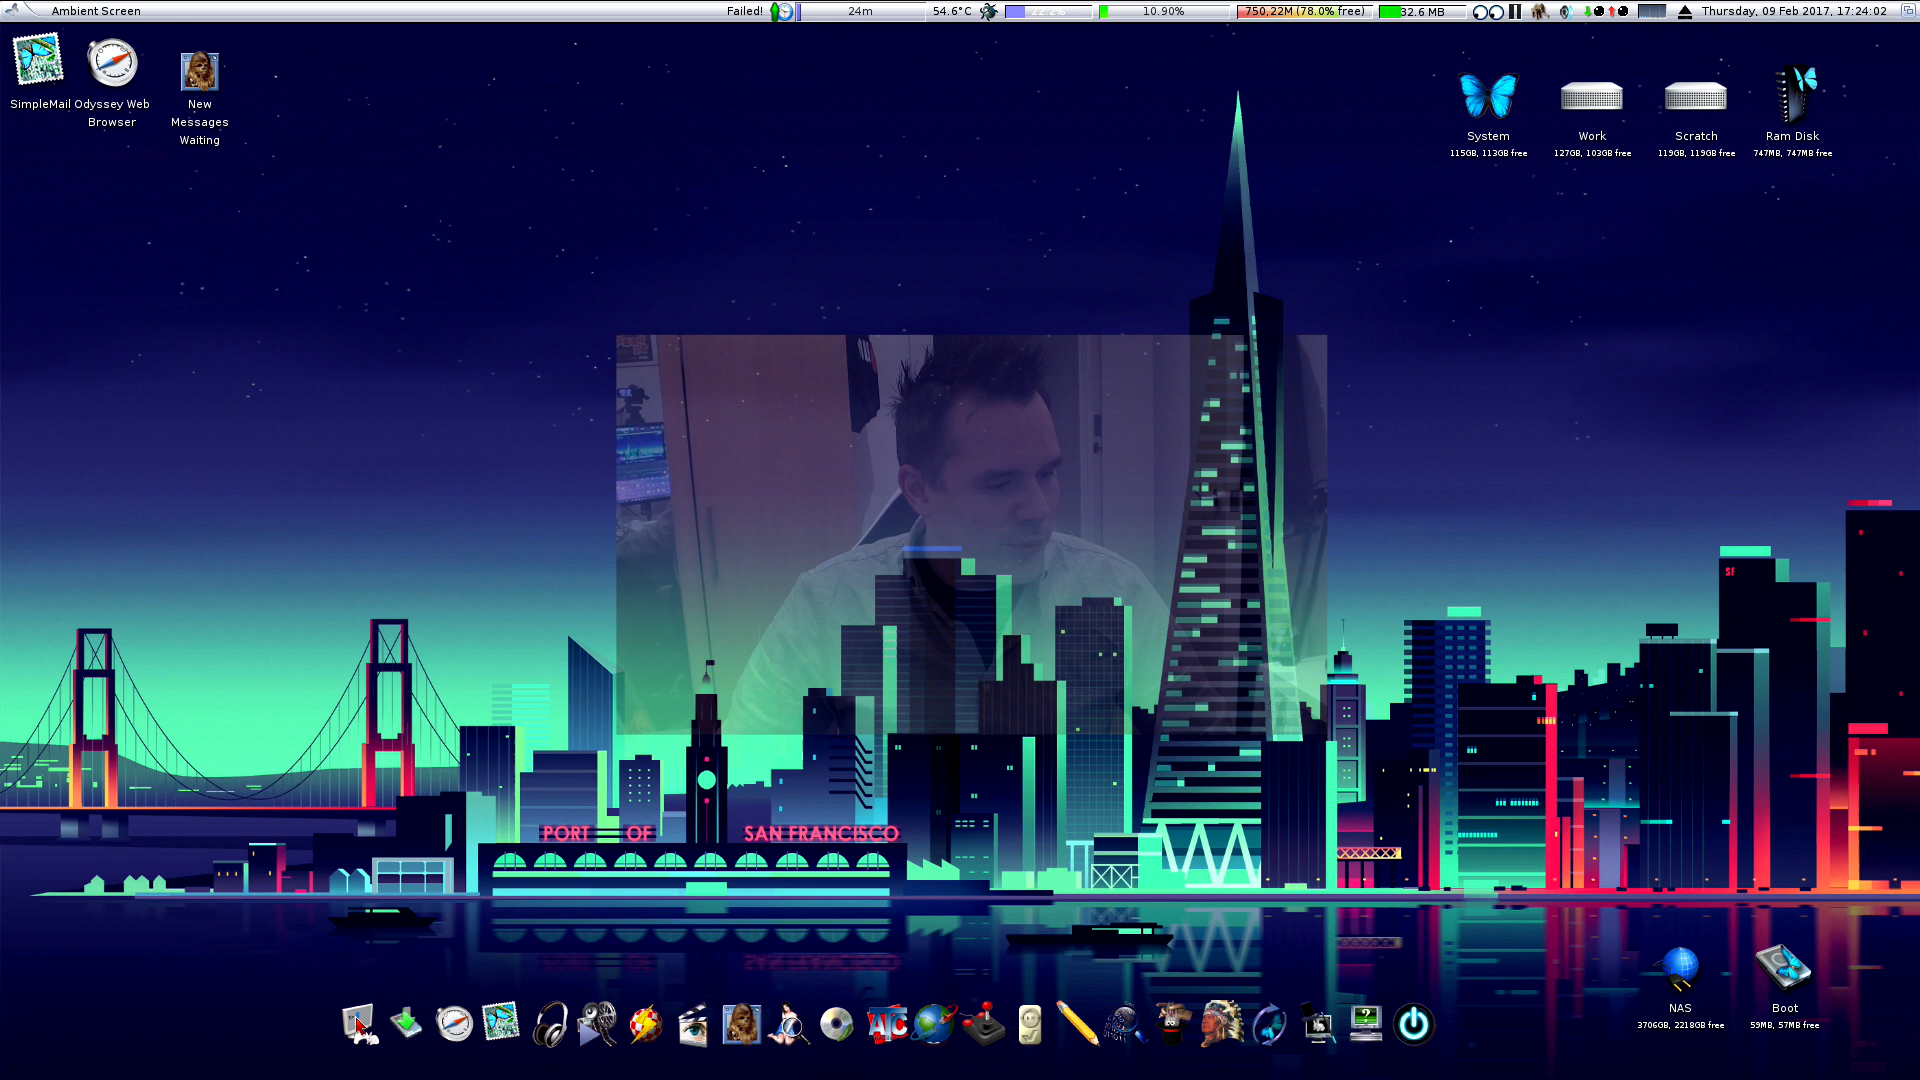 Ambient Screen
Failed!
24m
54.6°C
10.90%
750,22M (78.0% free)
32.6 MB
Thursday, 09 Feb 2017, 17:24:02
SimpleMail
Odyssey Web
Browser
New
Messages
Waiting
System
115GB, 113GB free
Work
127GB, 103GB free
Scratch
119GB, 119GB free
Ram Disk
747MB, 747MB free
SF
PORT OF SAN FRANCISCO
NAS
3706GB, 2218GB free
Boot
59MB, 57MB free